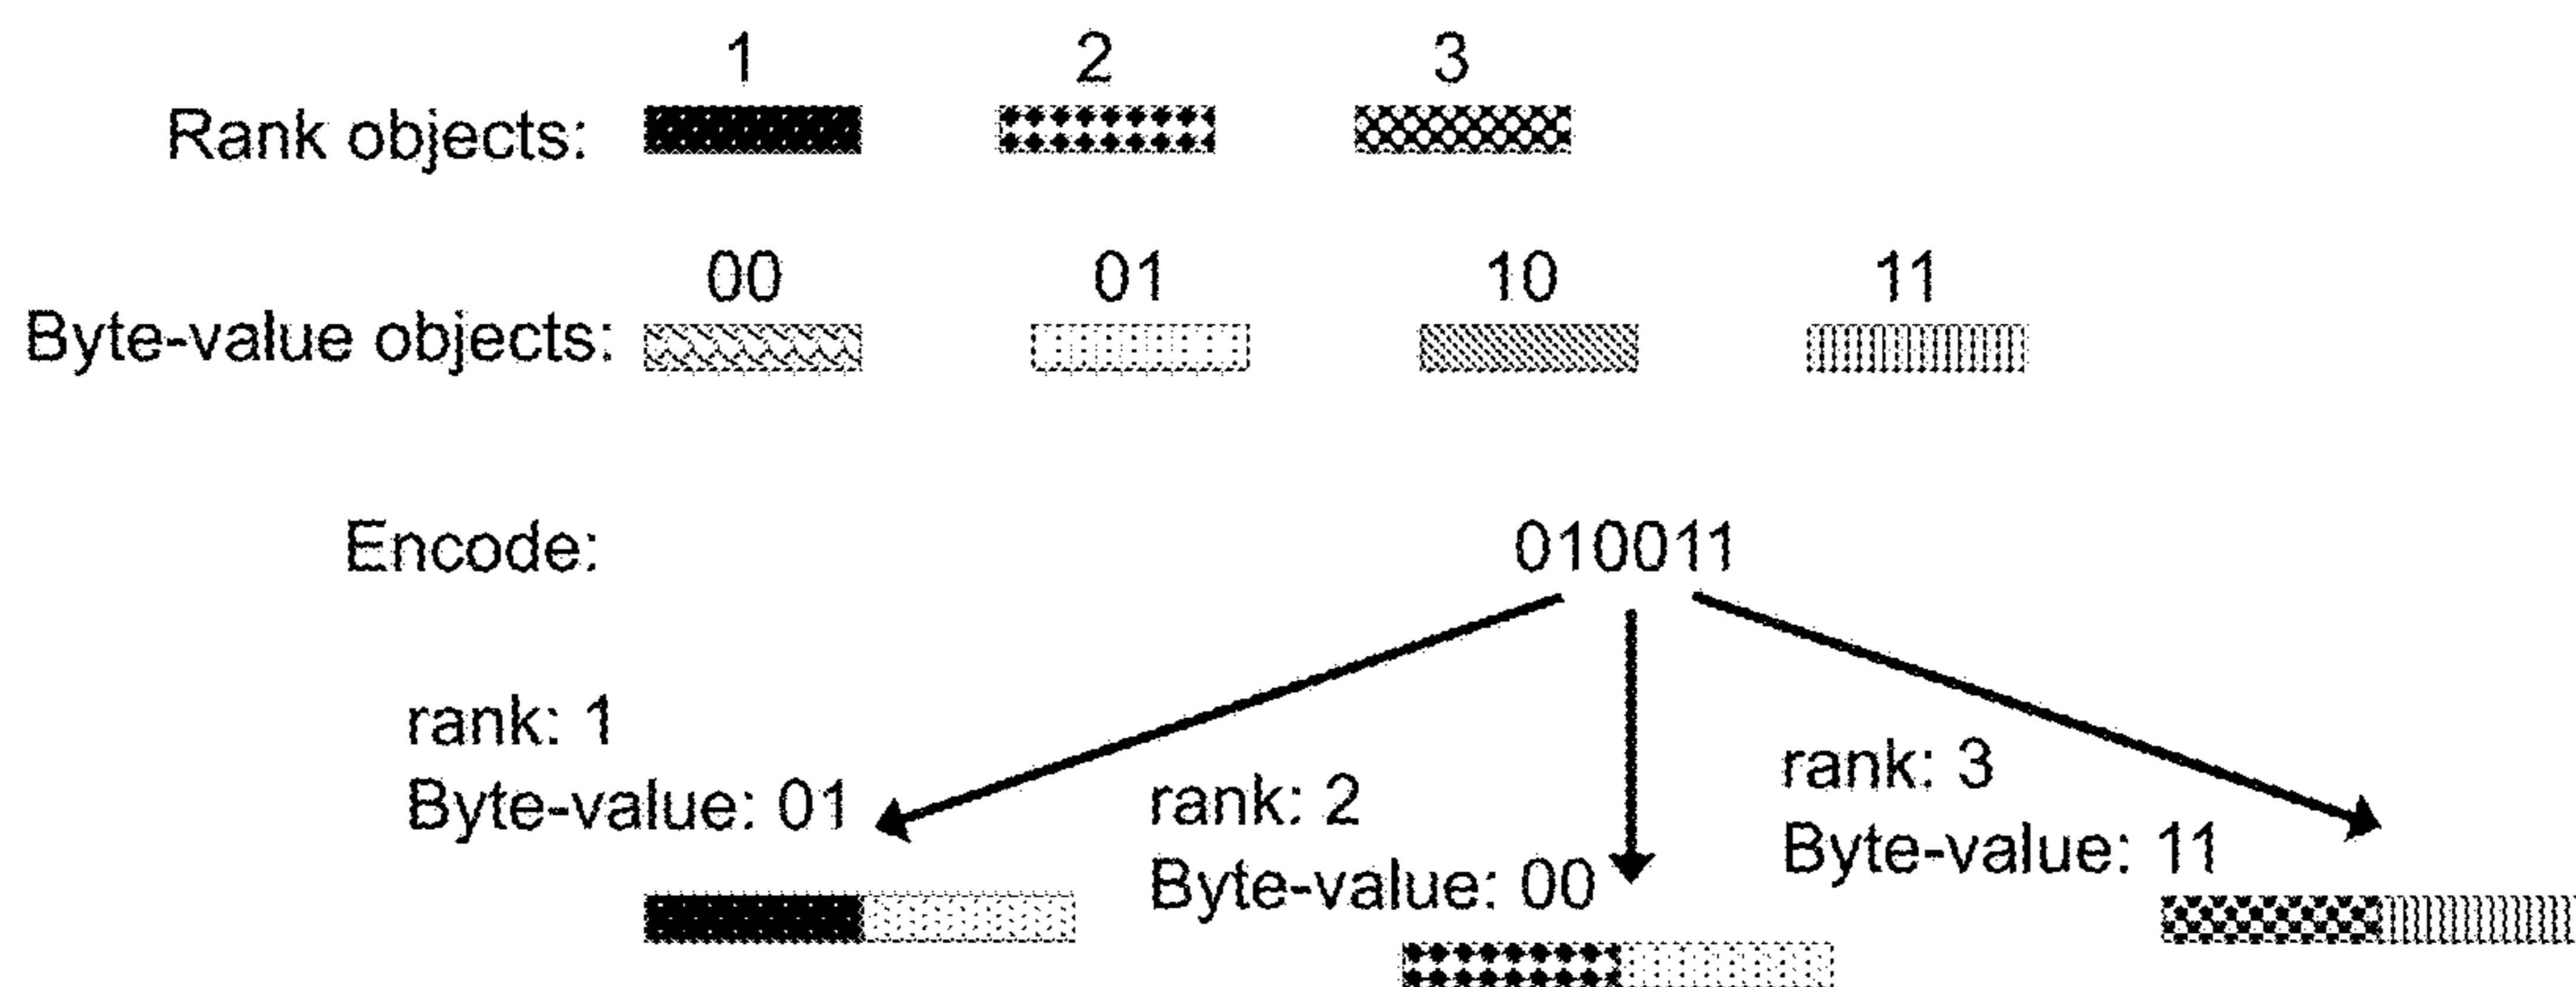 1 2 3
Rank objects:
00 01 10 11
Byte-value objects:
Encode: 010011
rank: 1
Byte-value: 01
rank: 2
Byte-value: 00
rank: 3
Byte-value: 11